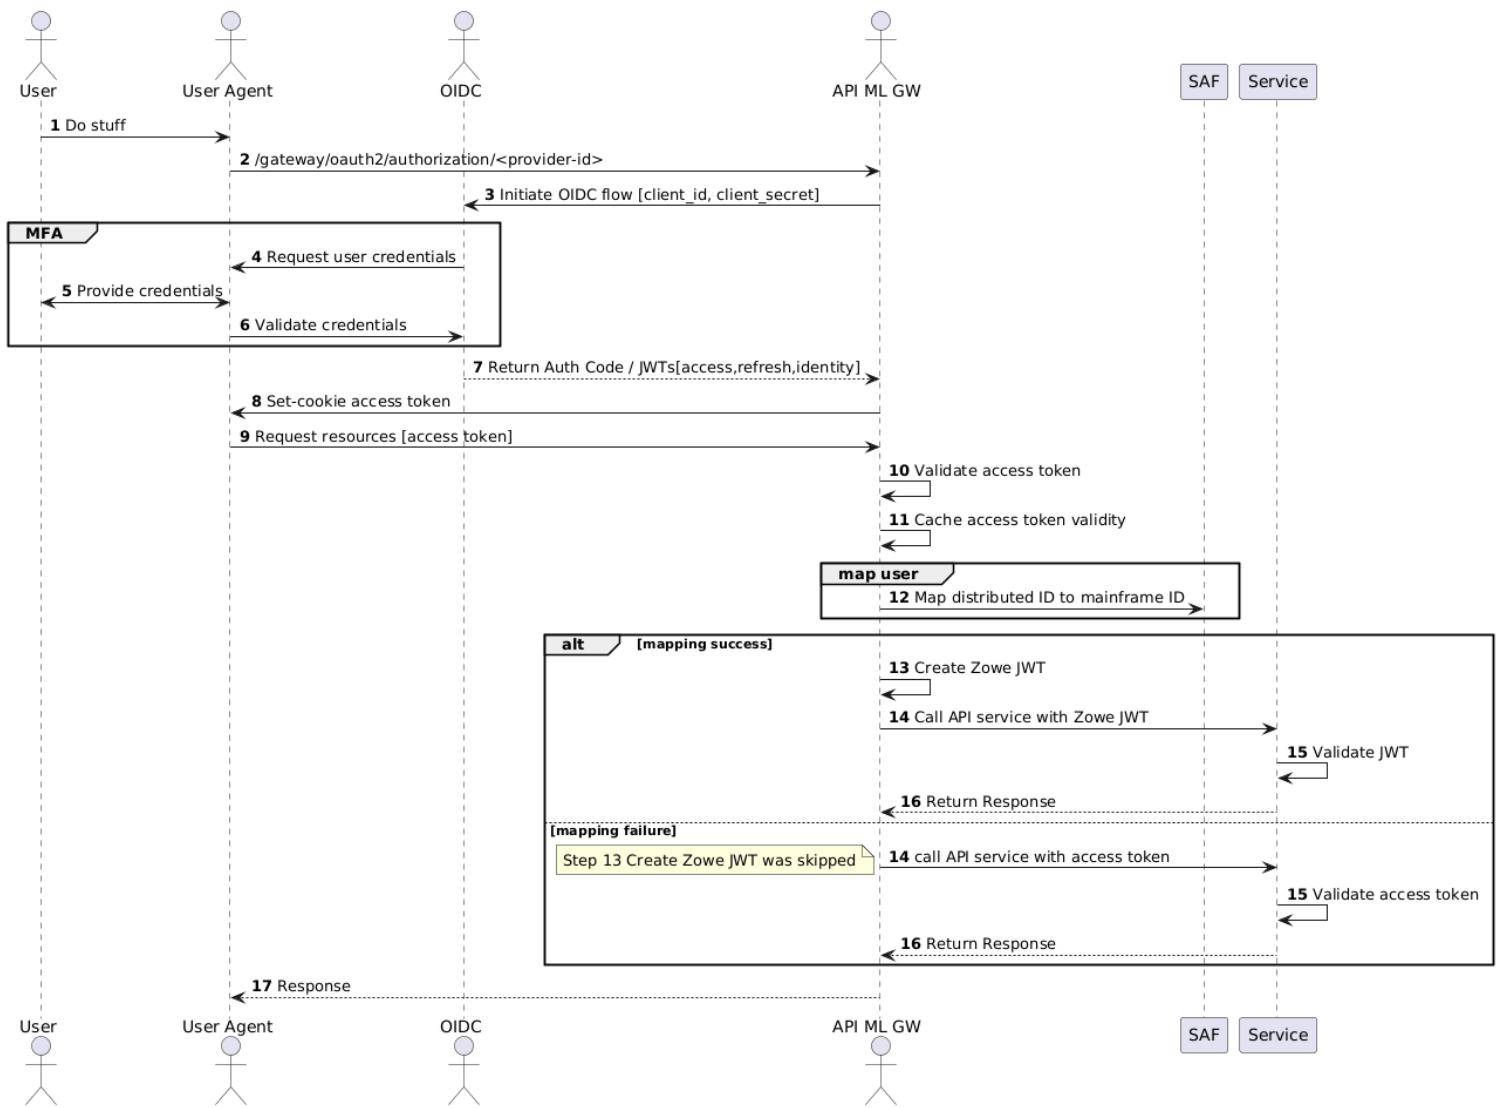 User
User Agent
OIDC
API ML GW
SAF
Service
1 Do stuff
2 /gateway/oauth2/authorization/<provider-id>
3 Initiate OIDC flow [client_id, client_secret]
MFA
4 Request user credentials
5 Provide credentials
6 Validate credentials
7 Return Auth Code / JWTs[access,refresh,identity]
8 Set-cookie access token
9 Request resources [access token]
10 Validate access token
11 Cache access token validity
map user
12 Map distributed ID to mainframe ID
alt [mapping success]
13 Create Zowe JWT
14 Call API service with Zowe JWT
15 Validate JWT
16 Return Response
[mapping failure]
Step 13 Create Zowe JWT was skipped
14 call API service with access token
15 Validate access token
16 Return Response
17 Response
User
User Agent
OIDC
API ML GW
SAF
Service